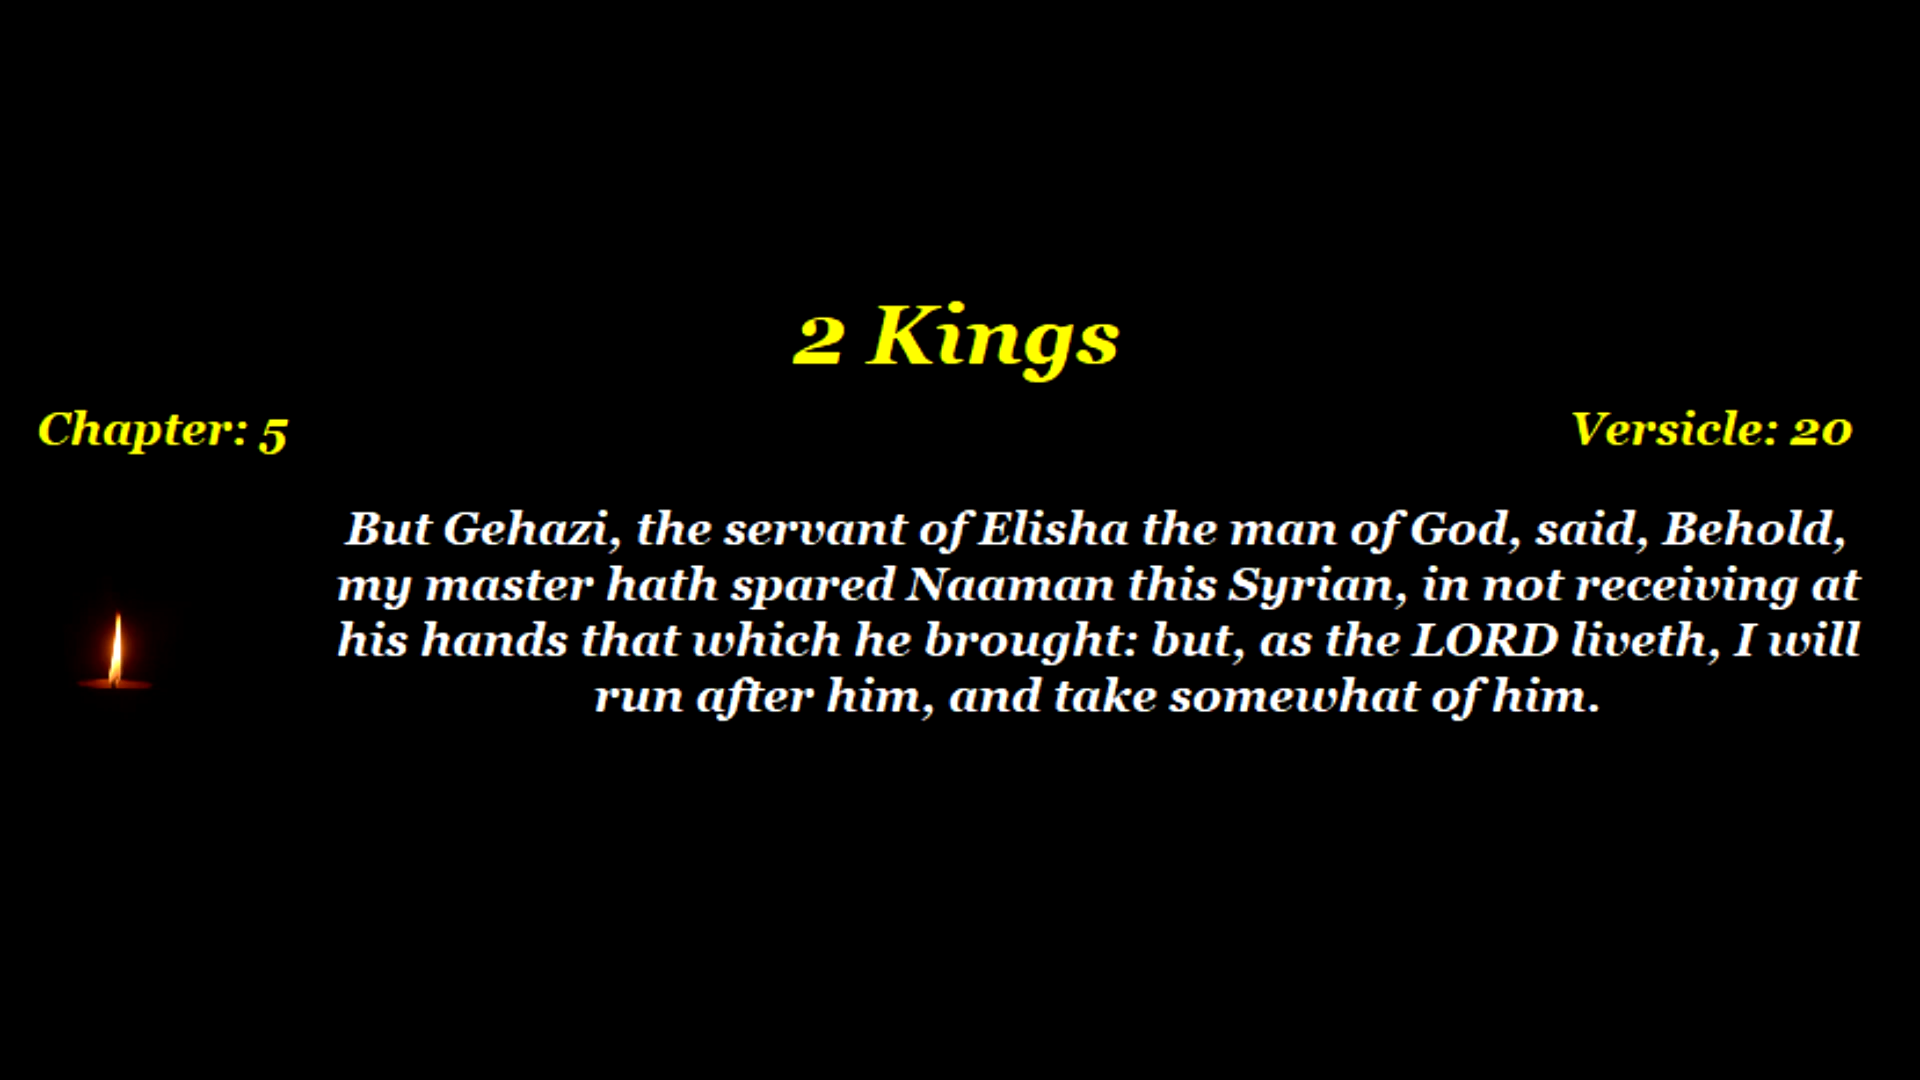 2 Kings
Chapter: 5
Versicle: 20
But Gehazi, the servant of Elisha the man of God, said, Behold,
my master hath spared Naaman this Syrian, in not receiving at
his hands that which he brought: but, as the LORD liveth, I will
run after him, and take somewhat of him.